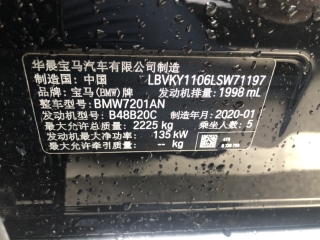 华晨宝马汽车有限公司制造
制造国：中国 LBVKY1106LSW71197
品牌：宝马(BMW)牌 发动机排量：1998 mL
整车型号：BMW7201AN
发动机型号：B48B20C 制造年月：2020-01
最大允许总质量：2225 kg 乘坐人数：5
发动机最大净功率：135 kW
最大允许牵引质量：-- kg